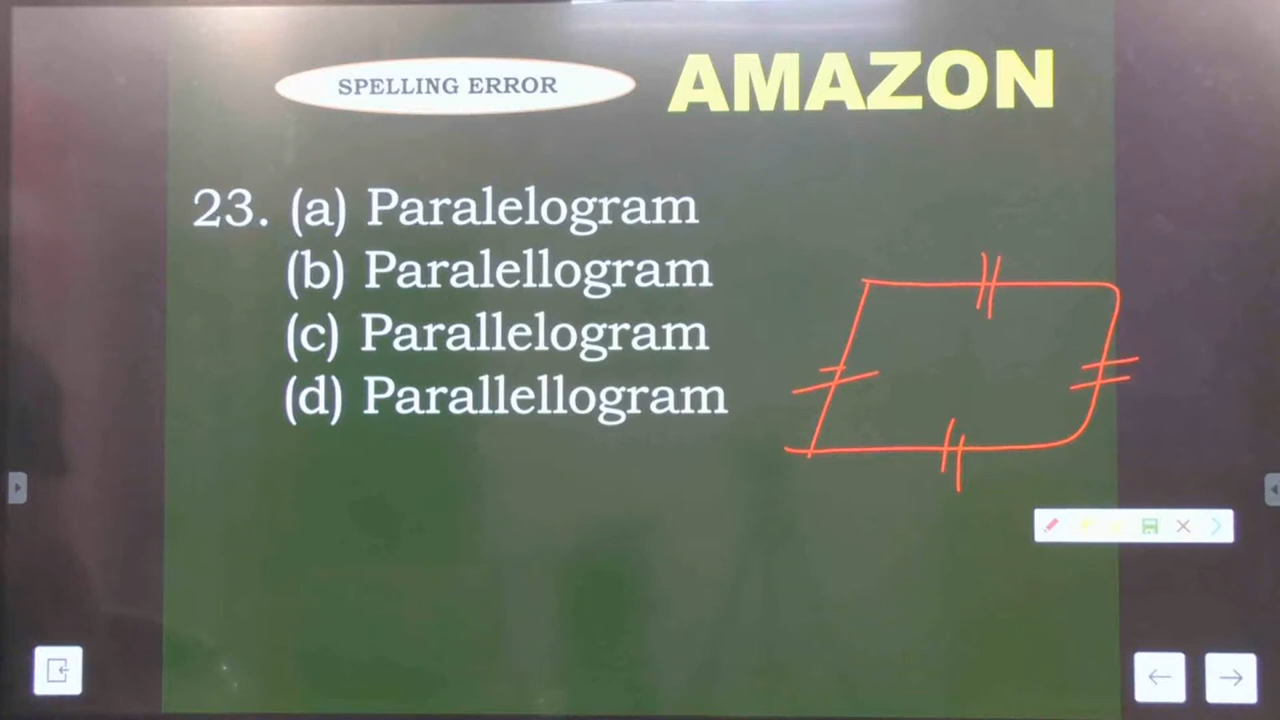 SPELLING ERROR
AMAZON
23. (a) Paralelogram
(b) Paralellogram
(c) Parallelogram
(d) Parallellogram